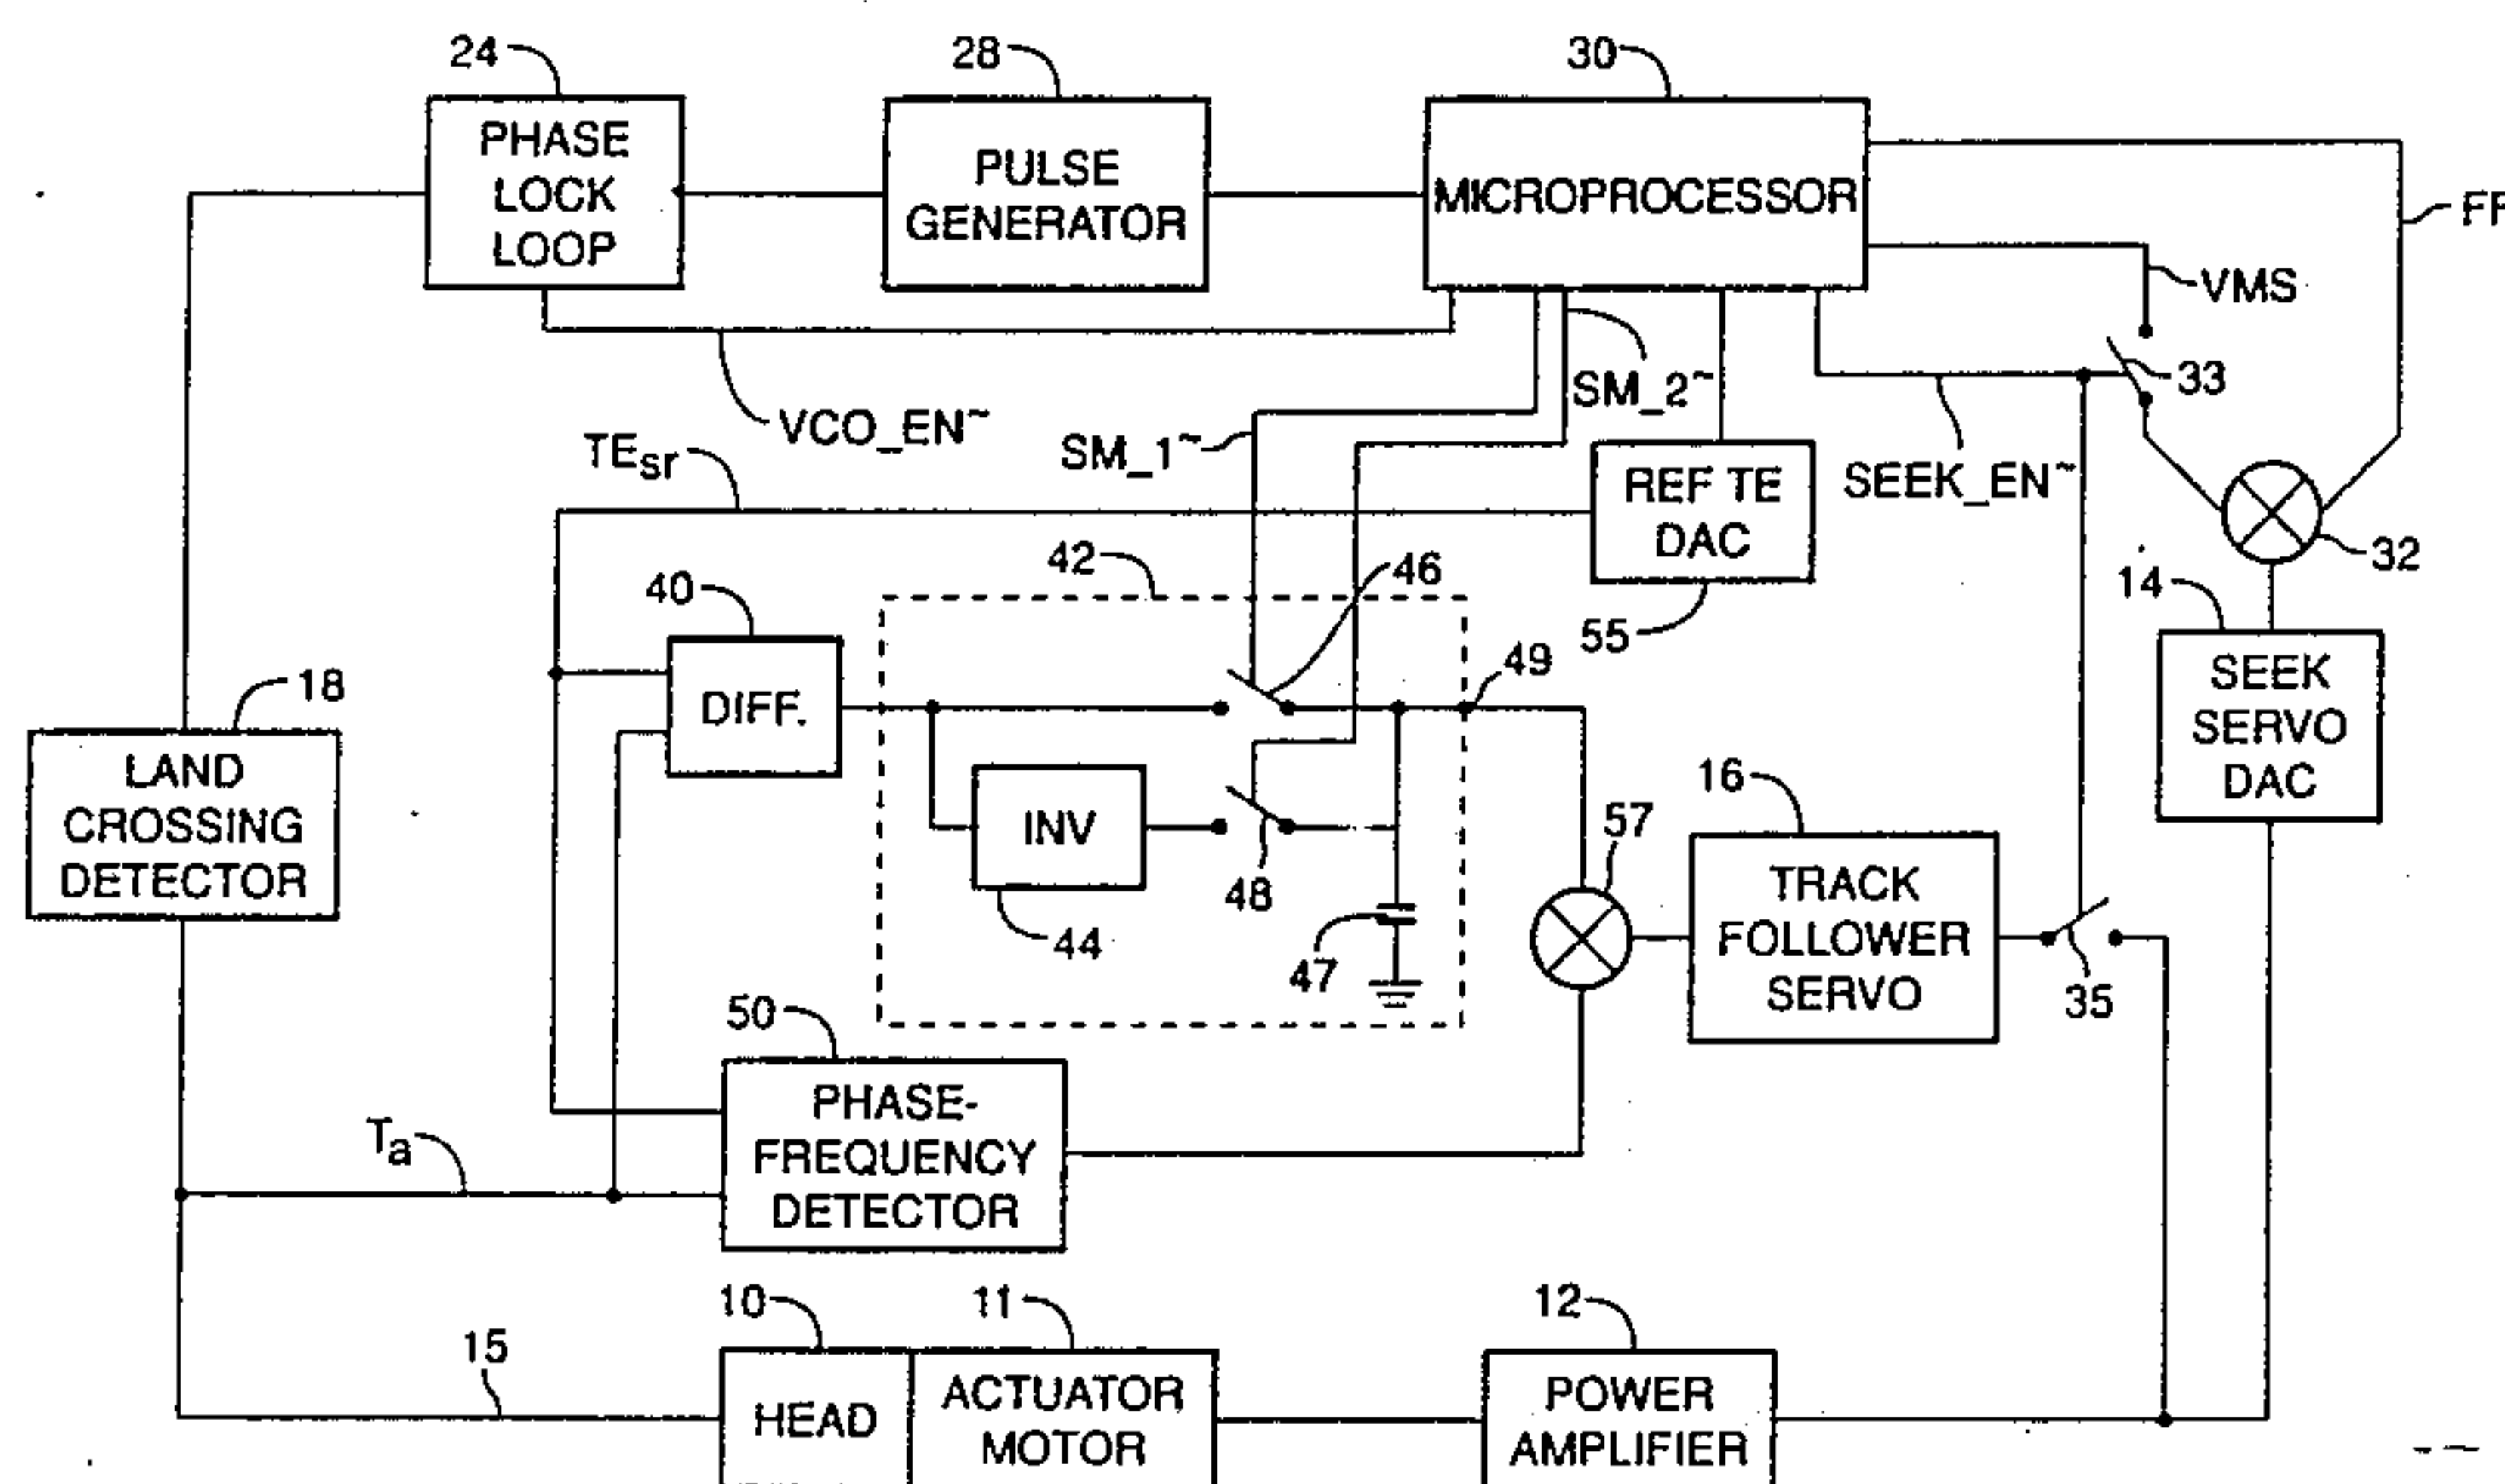 24
28
30
PHASE
LOCK
LOOP
PULSE
GENERATOR
MICROPROCESSOR
FF
VMS
33
VCO_EN~
SM_1~
SM_2~
SEEK_EN~
TEsr
REF TE
DAC
32
42
46
40
55
49
14
DIFF.
SEEK
SERVO
DAC
18
LAND
CROSSING
DETECTOR
INV
48
44
47
57
16
TRACK
FOLLOWER
SERVO
35
50
PHASE-
FREQUENCY
DETECTOR
Ta
10
11
12
15
HEAD
ACTUATOR
MOTOR
POWER
AMPLIFIER